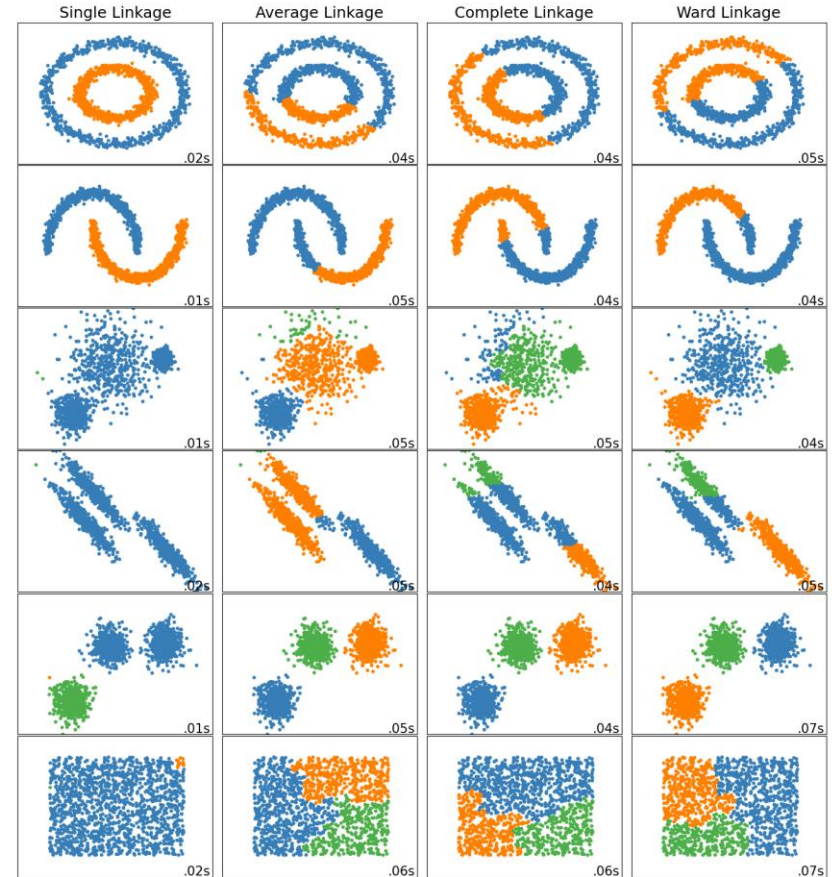 Single Linkage Average Linkage Complete Linkage Ward Linkage
.02s .04s .04s .05s
.01s .05s .04s .04s
.01s .05s .05s .04s
.02s .05s .04s .05s
.01s .05s .04s .07s
.02s .06s .06s .07s